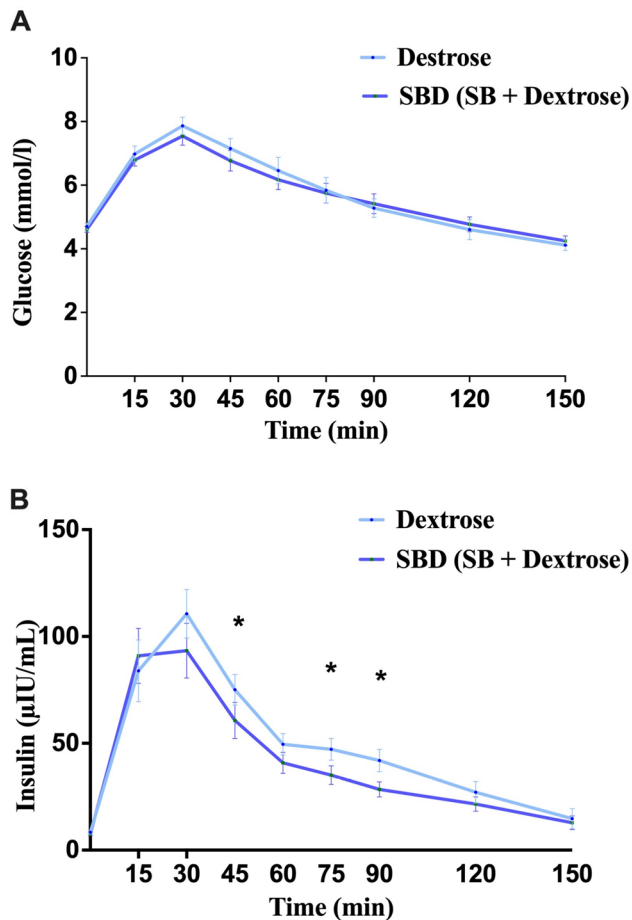 A
Destrose
SBD (SB + Dextrose)
10
8
6
4
2
0
Glucose (mmol/l)
15 30 45 60 75 90 120 150
Time (min)
B
Dextrose
SBD (SB + Dextrose)
150
100
50
0
Insulin (µIU/mL)
* * *
15 30 45 60 75 90 120 150
Time (min)